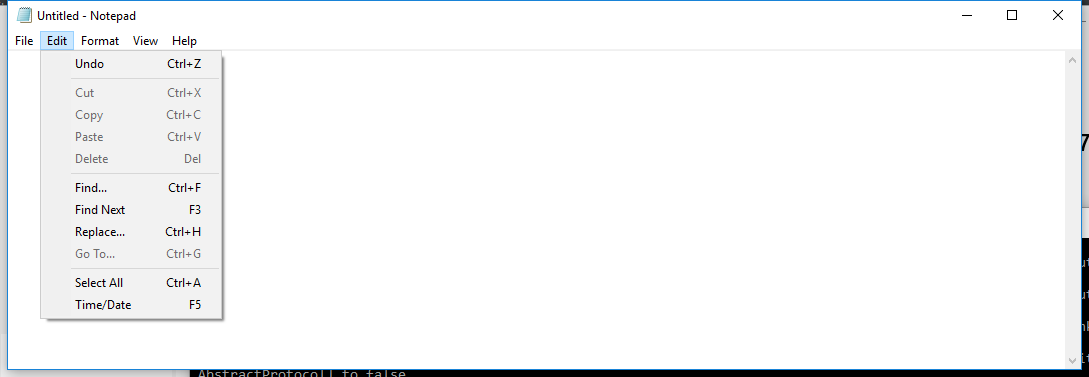 Untitled - Notepad
File Edit Format View Help
Undo Ctrl+Z
Cut Ctrl+X
Copy Ctrl+C
Paste Ctrl+V
Delete Del
Find... Ctrl+F
Find Next F3
Replace... Ctrl+H
Go To... Ctrl+G
Select All Ctrl+A
Time/Date F5
7
AbstractProtocol] to false